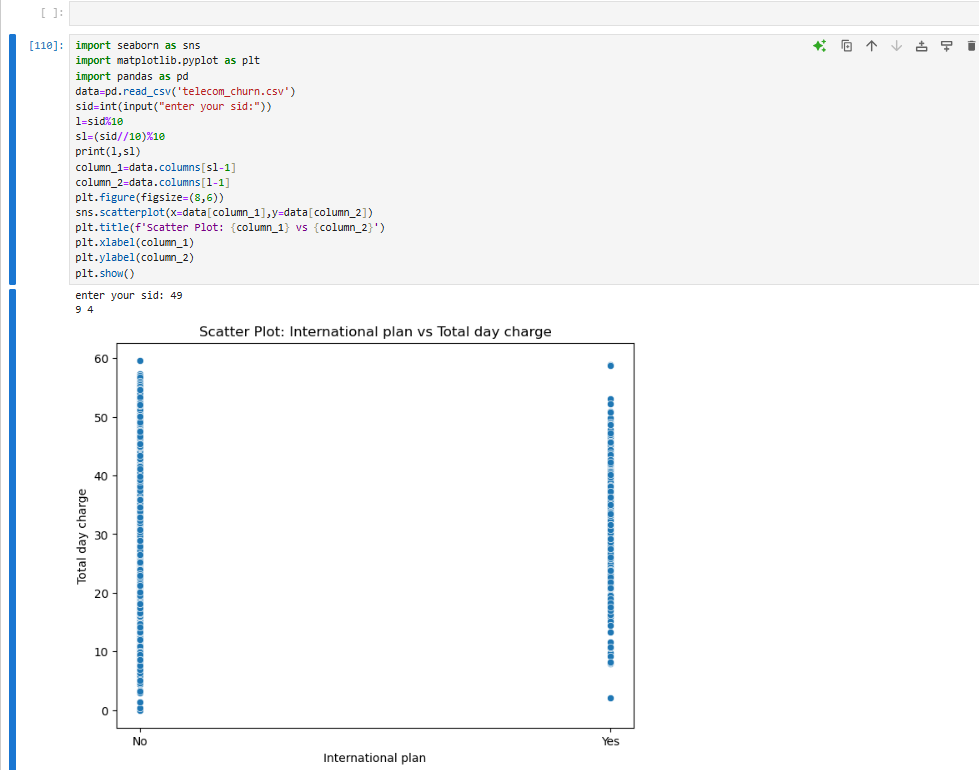 [ ]:
[110]:
import seaborn as sns
import matplotlib.pyplot as plt
import pandas as pd
data=pd.read_csv('telecom_churn.csv')
sid=int(input("enter your sid:"))
l=sid%10
sl=(sid//10)%10
print(l,sl)
column_1=data.columns[sl-1]
column_2=data.columns[l-1]
plt.figure(figsize=(8,6))
sns.scatterplot(x=data[column_1],y=data[column_2])
plt.title(f'Scatter Plot: {column_1} vs {column_2}')
plt.xlabel(column_1)
plt.ylabel(column_2)
plt.show()
enter your sid: 49
9 4
Scatter Plot: International plan vs Total day charge
60
50
40
30
20
10
0
Total day charge
No
Yes
International plan